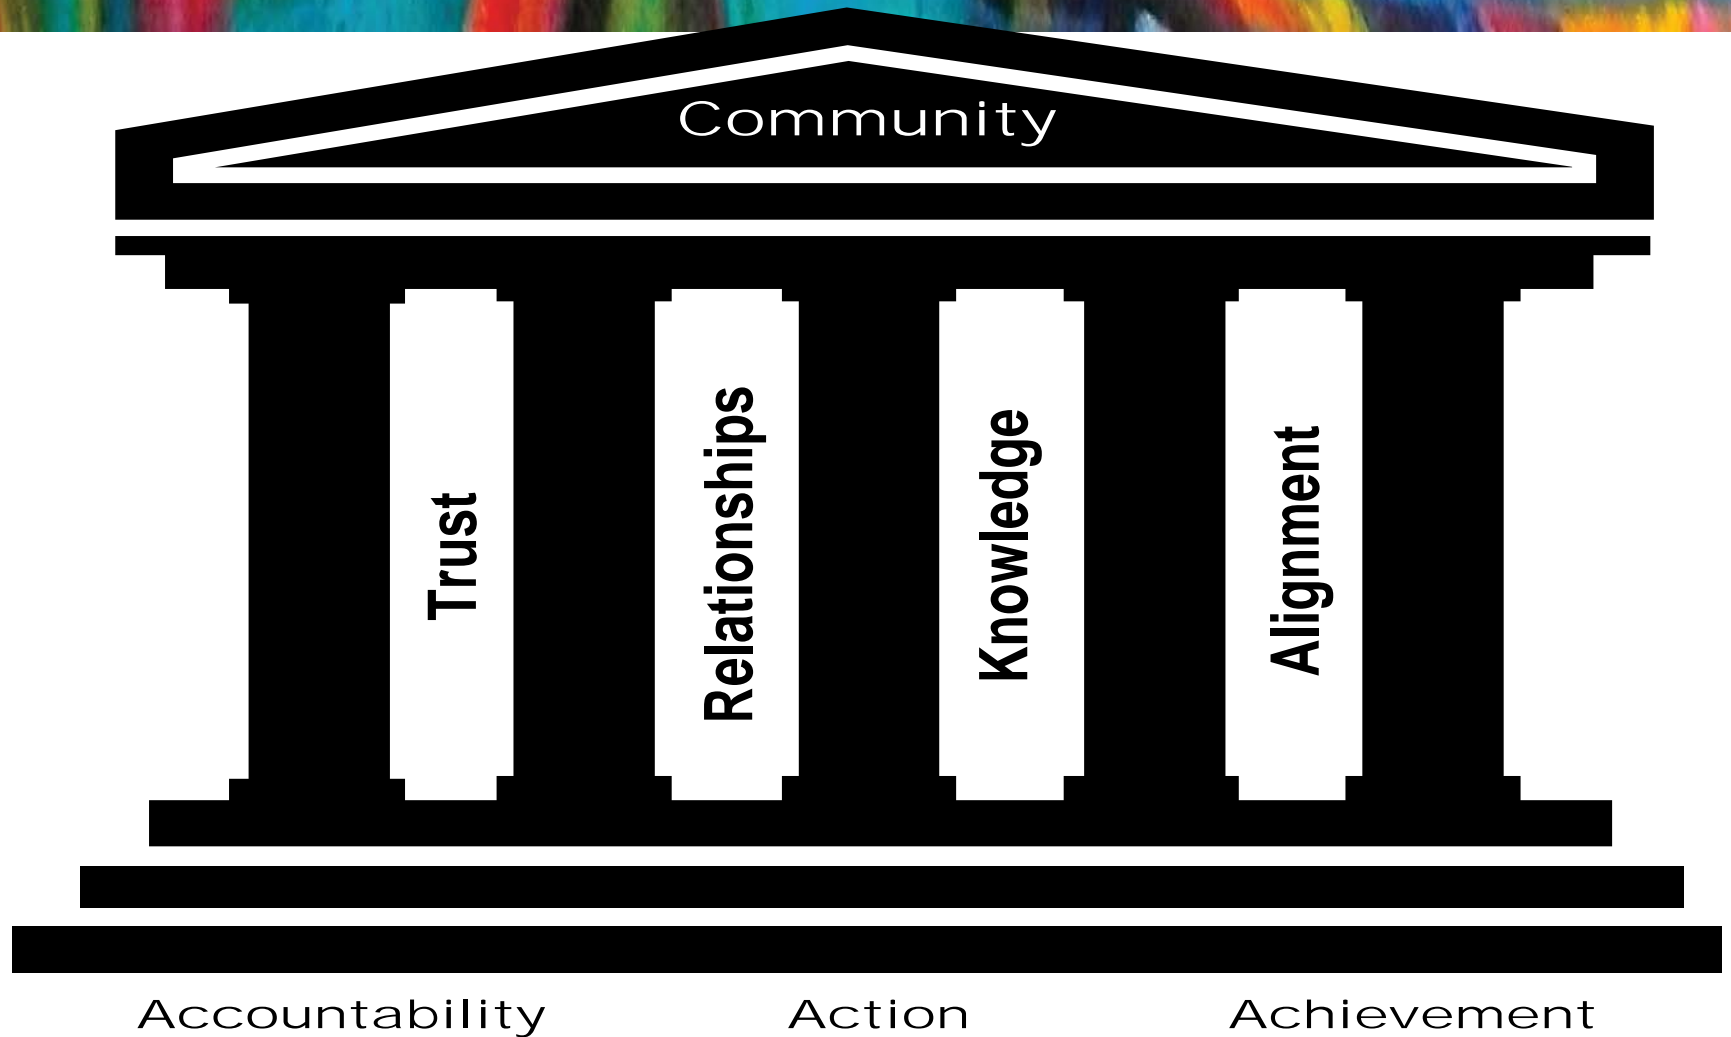 Community
Trust
Relationships
Knowledge
Alignment
Accountability Action Achievement